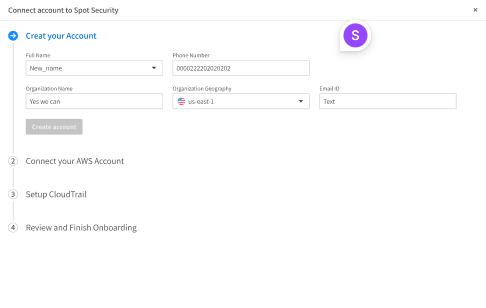 Connect account to Spot Security
×
Creat your Account
S
Full Name
Phone Number
New_name
0000222202020202
Organization Name
Organization Geography
Email ID
Yes we can
us-east-1
Text
Create account
2 Connect your AWS Account
3 Setup CloudTrail
4 Review and Finish Onboarding